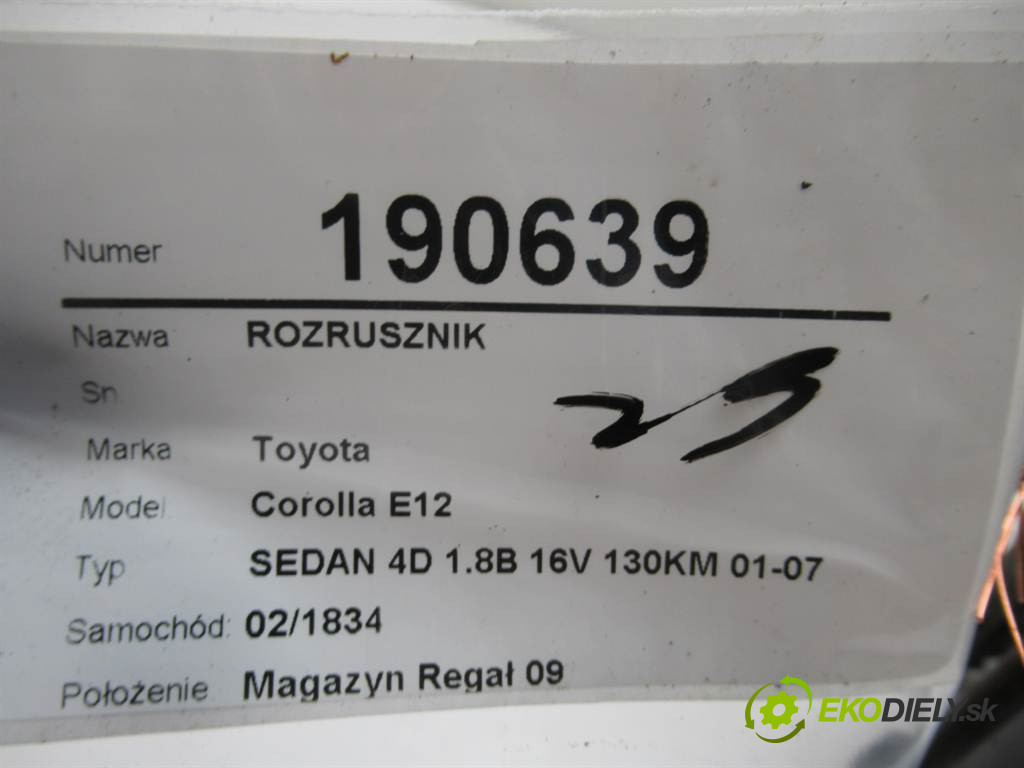 Numer 190639
Nazwa ROZRUSZNIK
Sn
23
Marka Toyota
Model Corolla E12
Typ SEDAN 4D 1.8B 16V 130KM 01-07
Samochód: 02/1834
Położenie Magazyn Regał 09
EKODIELY.sk